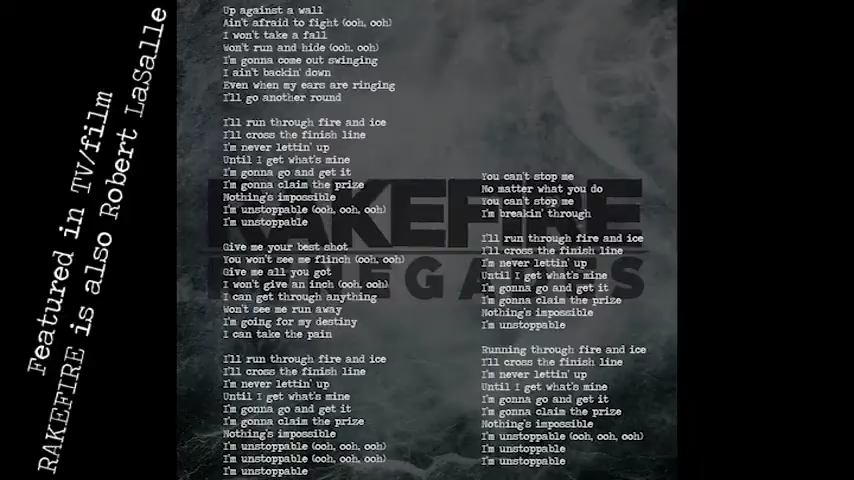 Featured in TV/film
RAKEFIRE is also Robert LaSalle
Up against a wall
Ain't afraid to fight (ooh, ooh)
I won't take a fall
Won't run and hide (ooh, ooh)
I'm gonna come out swinging
I ain't backin' down
Even when my ears are ringing
I'll go another round
I'll run through fire and ice
I'll cross the finish line
I'm never lettin' up
Until I get what's mine
I'm gonna go and get it
I'm gonna claim the prize
Nothing's impossible
I'm unstoppable (ooh, ooh, ooh)
I'm unstoppable
Give me your best shot
You won't see me flinch (ooh, ooh)
Give me all you got
I won't give an inch (ooh, ooh)
I can get through anything
Won't see me run away
I'm going for my destiny
I can take the pain
I'll run through fire and ice
I'll cross the finish line
I'm never lettin' up
Until I get what's mine
I'm gonna go and get it
I'm gonna claim the prize
Nothing's impossible
I'm unstoppable (ooh, ooh, ooh)
I'm unstoppable (ooh, ooh, ooh)
I'm unstoppable
You can't stop me
No matter what you do
You can't stop me
I'm breakin' through
I'll run through fire and ice
I'll cross the finish line
I'm never lettin' up
Until I get what's mine
I'm gonna go and get it
I'm gonna claim the prize
Nothing's impossible
I'm unstoppable
Running through fire and ice
I'll cross the finish line
I'm never lettin' up
Until I get what's mine
I'm gonna go and get it
I'm gonna claim the prize
Nothing's impossible
I'm unstoppable (ooh, ooh, ooh)
I'm unstoppable
I'm unstoppable
RAKEFIRE